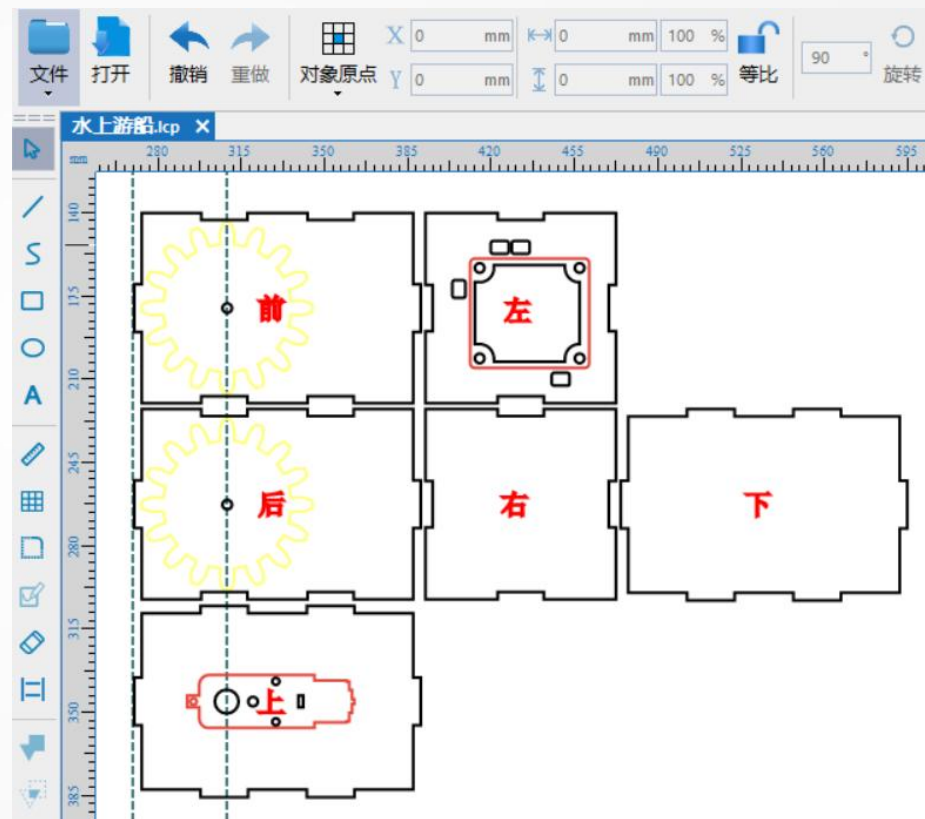 文件 打开 撤销 重做 对象原点 X 0 mm 0 mm 100 % 等比 90 ° 旋转
Y 0 mm 0 mm 100 %
水上游船.lcp
mm 280 315 350 385 420 455 490 525 560 595
140
175
210
245
280
315
350
385
A
前 左
后 右 下
上